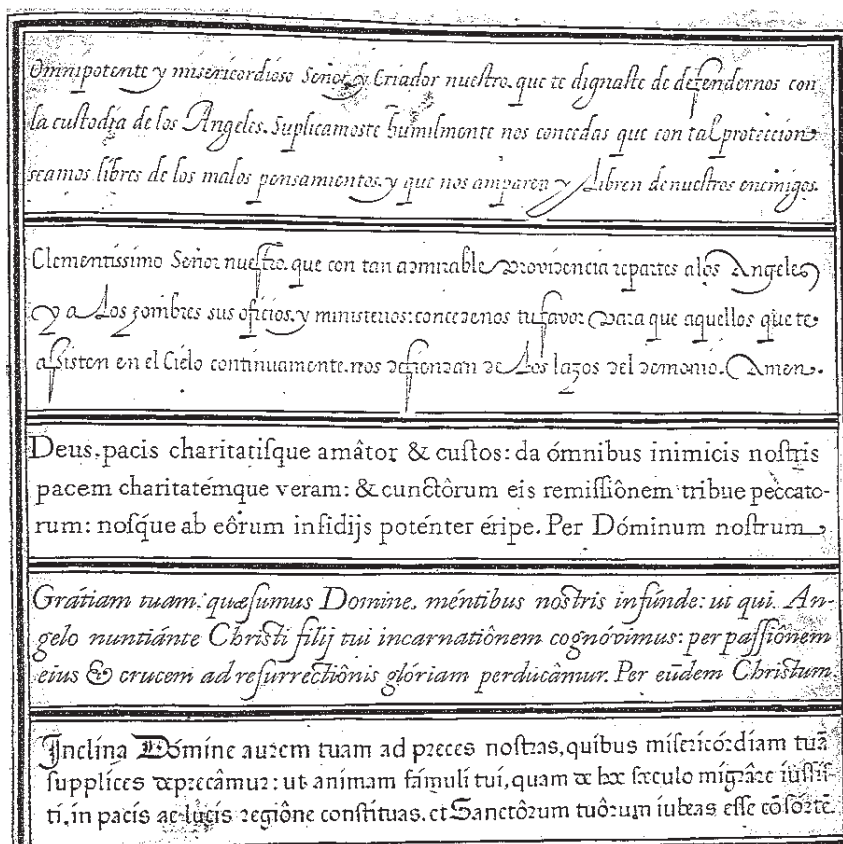 Omnipotente y misericordioso Señor, y Criador nuestro, que te dignaste de defendernos con
la custodia de los Angeles. Suplicamoste humilmente nos concedas que con tal proteccion
seamos libres de los malos pensamientos, y que nos amparen y libren de nuestros enemigos.
Clementissimo Señor nuestro, que con tan admirable providencia repartes a los Angeles
y a los hombres sus oficios, y ministerios: concedenos tu favor para que aquellos que te
assisten en el Cielo continuamente, nos defiendan de los lazos del demonio. Amen.
Deus, pacis charitatisque amâtor & custos: da ómnibus inimicis nostris
pacem charitatémque veram: & cunctôrum eis remissiônem tribue peccato-
rum: nosque ab eôrum insidijs poténter éripe. Per Dóminum nostrum
Gratiam tuam, quæsumus Domine, méntibus nostris infúnde: ut qui, An-
gelo nuntiánte Christi filij tui incarnatiônem cognóvimus: per passiônem
eius & crucem ad resurrectiônis glóriam perducâmur. Per eūdem Christum
Inclina Dómine aurem tuam ad preces nostras, quibus misericórdiam tuā
supplices deprecâmur: ut animam fámuli tui, quam de hoc sæculo migrâre iussis-
ti, in pacis ac lucis regiône constituas, et Sanctôrum tuôrum iubeas esse cōsórtē.